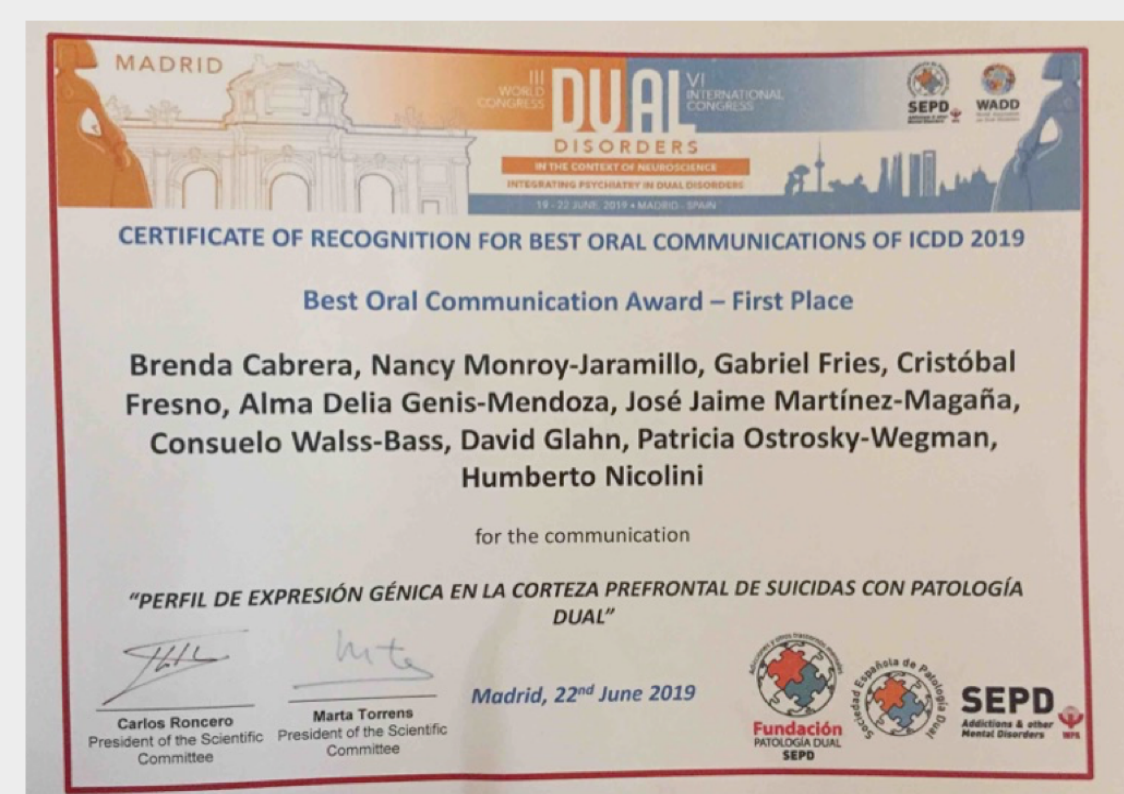 MADRID
III
WORLD
CONGRESS
DUAL
VI
INTERNATIONAL
CONGRESS
DISORDERS
IN THE CONTEXT OF NEUROSCIENCE
INTEGRATING PSYCHIATRY IN DUAL DISORDERS
19 - 22 JUNE, 2019 • MADRID - SPAIN
SEPD
WADD
CERTIFICATE OF RECOGNITION FOR BEST ORAL COMMUNICATIONS OF ICDD 2019
Best Oral Communication Award – First Place
Brenda Cabrera, Nancy Monroy-Jaramillo, Gabriel Fries, Cristóbal
Fresno, Alma Delia Genis-Mendoza, José Jaime Martínez-Magaña,
Consuelo Walss-Bass, David Glahn, Patricia Ostrosky-Wegman,
Humberto Nicolini
for the communication
"PERFIL DE EXPRESIÓN GÉNICA EN LA CORTEZA PREFRONTAL DE SUICIDAS CON PATOLOGÍA
DUAL"
Madrid, 22nd June 2019
Carlos Roncero
President of the Scientific
Committee
Marta Torrens
President of the Scientific
Committee
Adicciones y otros trastornos mentales
Fundación
PATOLOGÍA DUAL
SEPD
Sociedad Española de Patología Dual
SEPD
Addictions & other
Mental Disorders